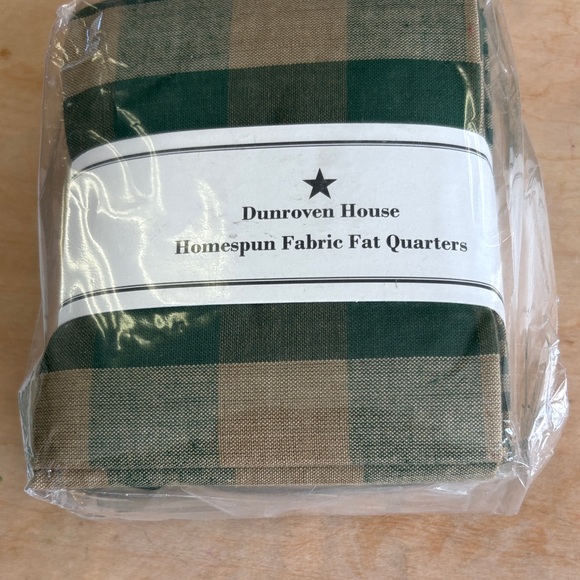 Dunroven House
Homespun Fabric Fat Quarters